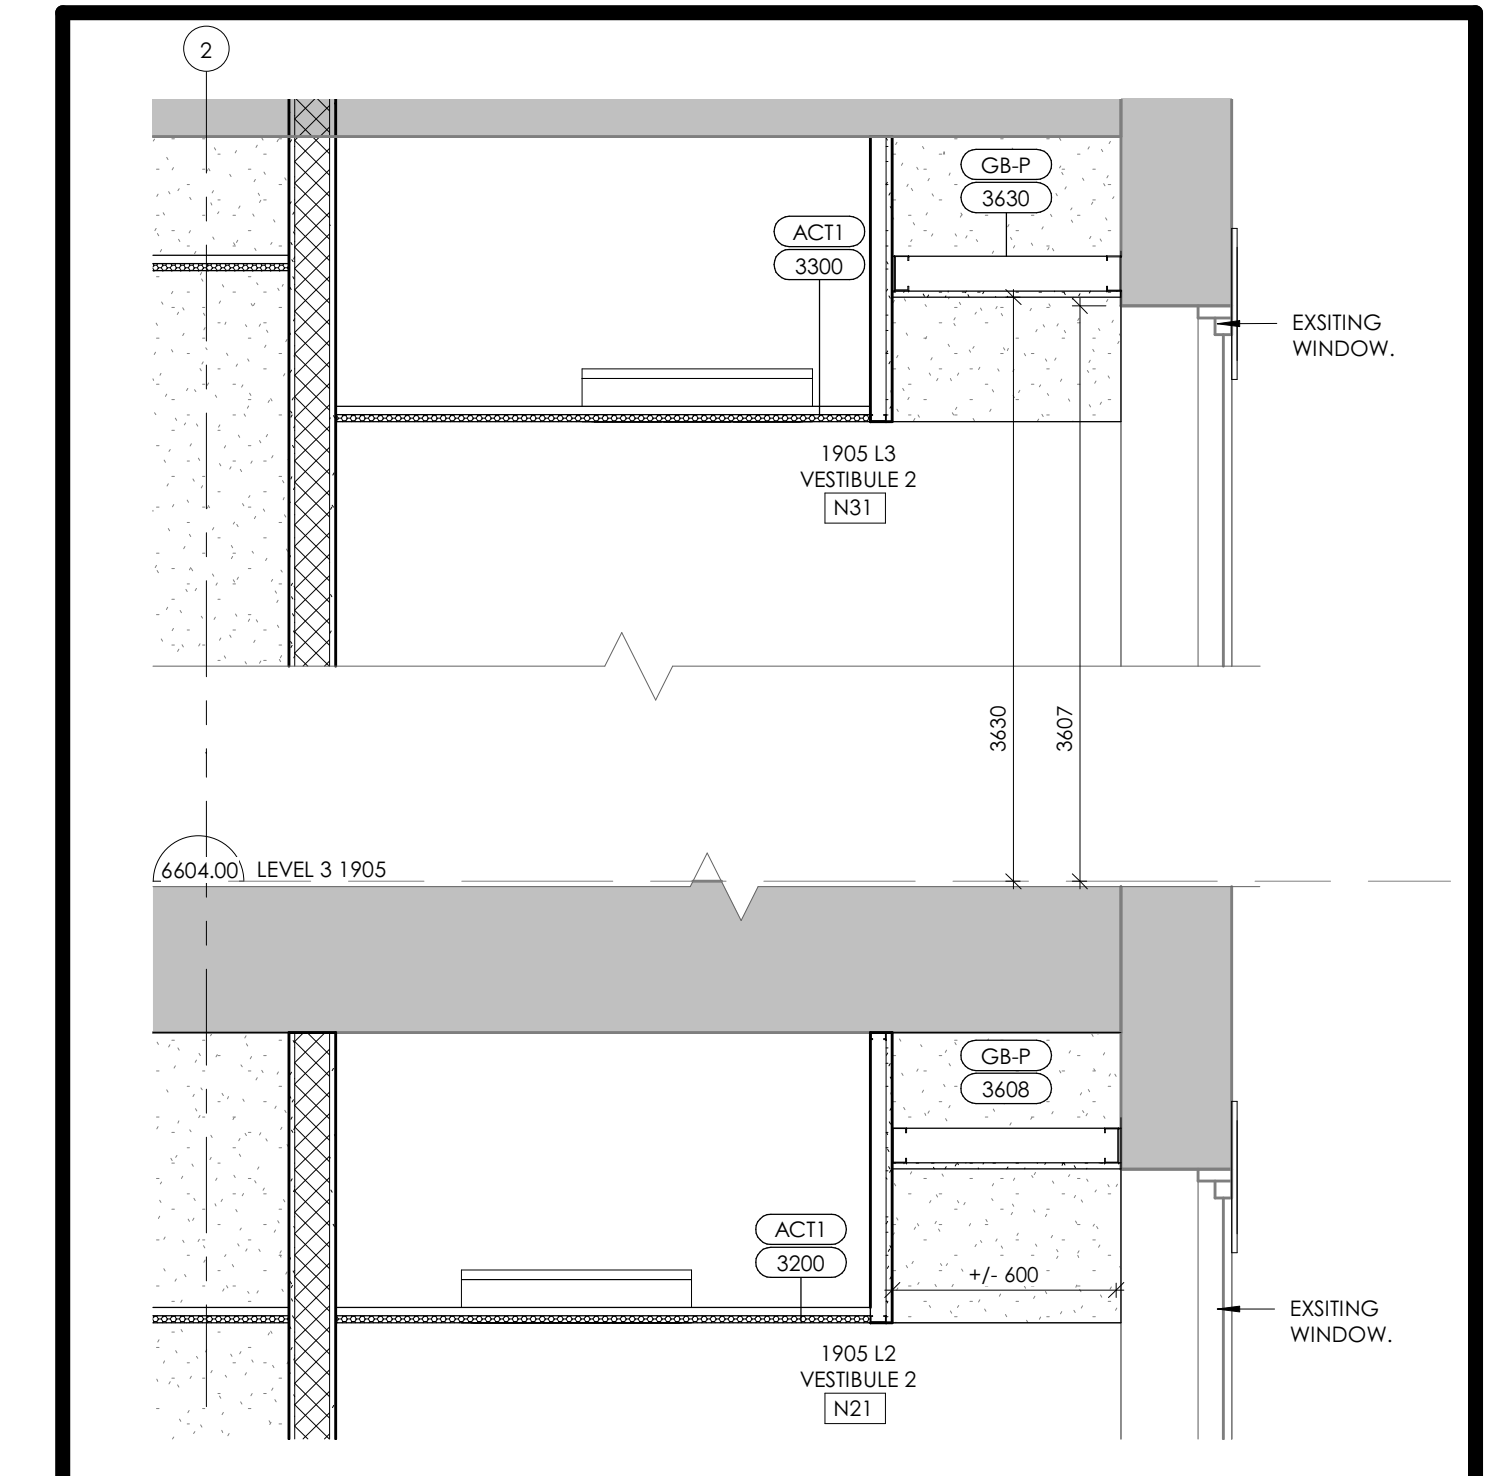 2
GB-P
3630
ACT1
3300
EXSITING
WINDOW.
1905 L3
VESTIBULE 2
N31
3630
3607
6604.00
LEVEL 3 1905
GB-P
3608
ACT1
3200
+/- 600
EXSITING
WINDOW.
1905 L2
VESTIBULE 2
N21